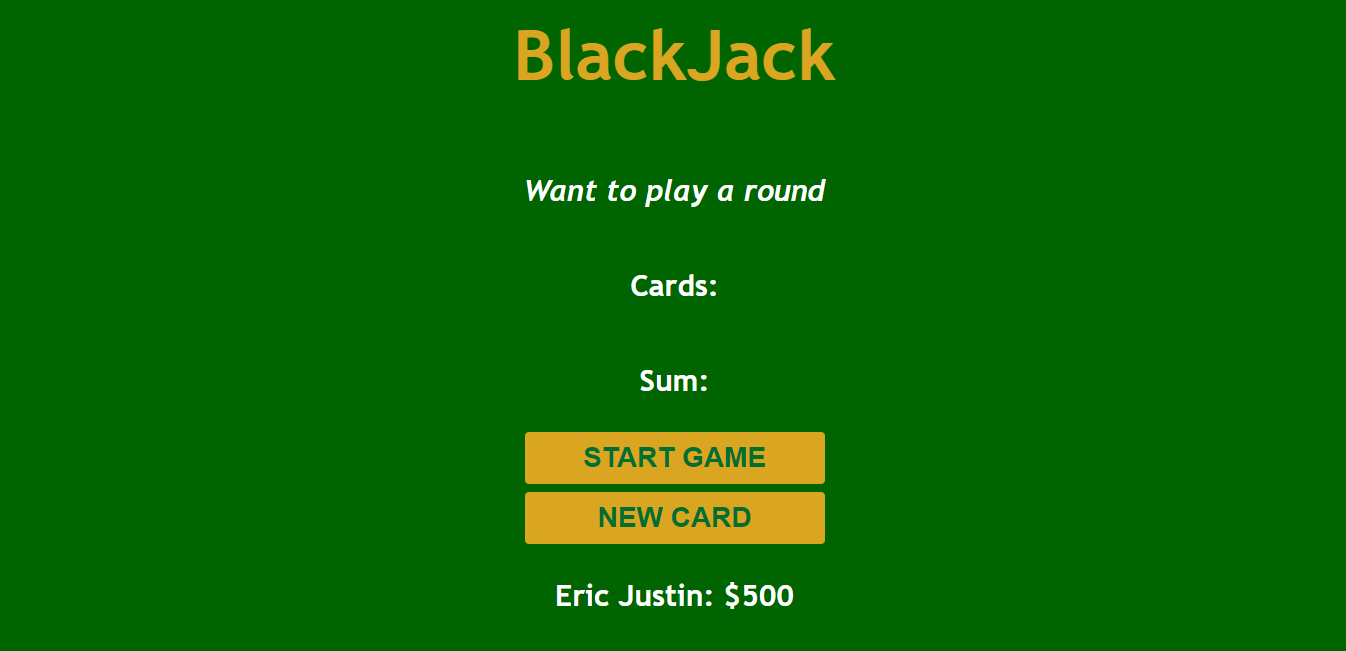 BlackJack
Want to play a round
Cards:
Sum:
START GAME
NEW CARD
Eric Justin: $500